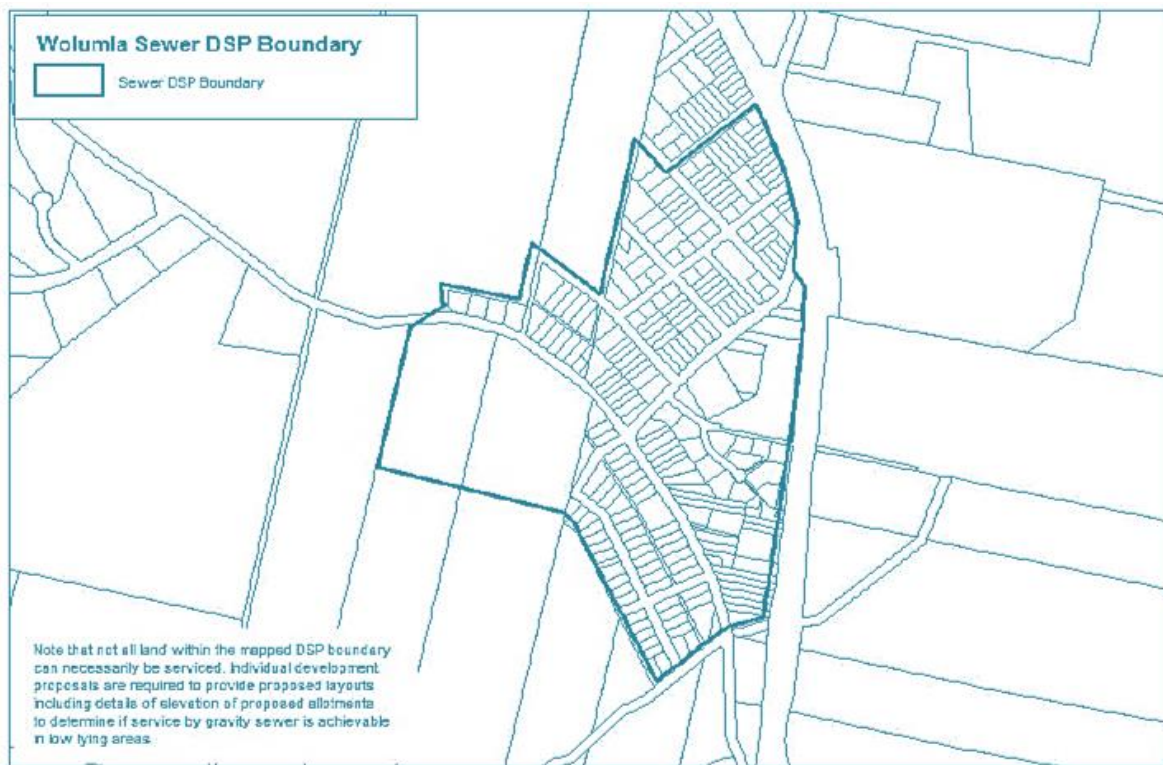 Wolumla Sewer DSP Boundary
Sewer DSP Boundary
Note that not all land within the mapped DSP boundary
can necessarily be serviced. Individual development
proposals are required to provide proposed layouts
including details of elevation of proposed allotments
to determine if service by gravity sewer is achievable
in low lying areas